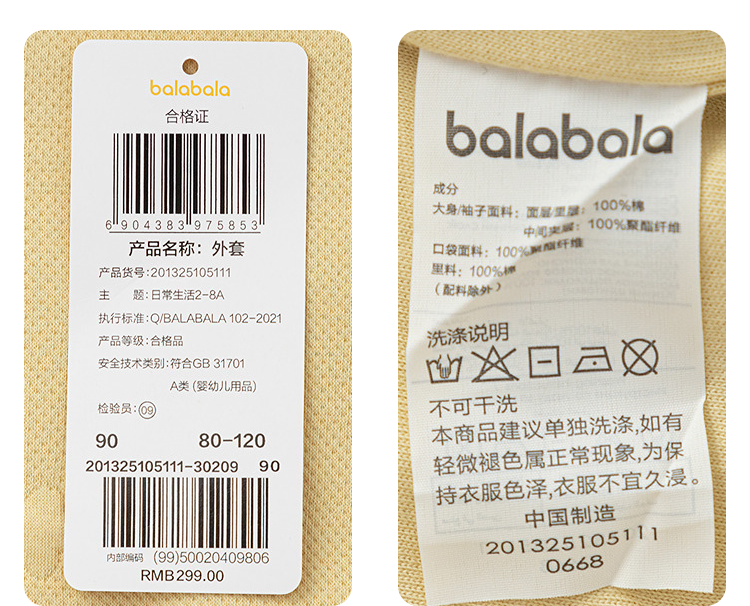 balabala
合格证
6904383975853
产品名称：外套
产品货号：201325105111
主 题：日常生活2-8A
执行标准：Q/BALABALA 102-2021
产品等级：合格品
安全技术类别：符合GB 31701
A类 (婴幼儿用品)
检验员：09
90 80-120
201325105111-30209 90
内部编码 (99)50020409806
RMB299.00
balabala
成分
大身/袖子面料：面层/里层：100%棉
中间夹层：100%聚酯纤维
口袋面料：100%聚酯纤维
里料：100%棉
（配料除外）
洗涤说明
不可干洗
本商品建议单独洗涤,如有
轻微褪色属正常现象,为保
持衣服色泽,衣服不宜久浸。
中国制造
201325105111
0668